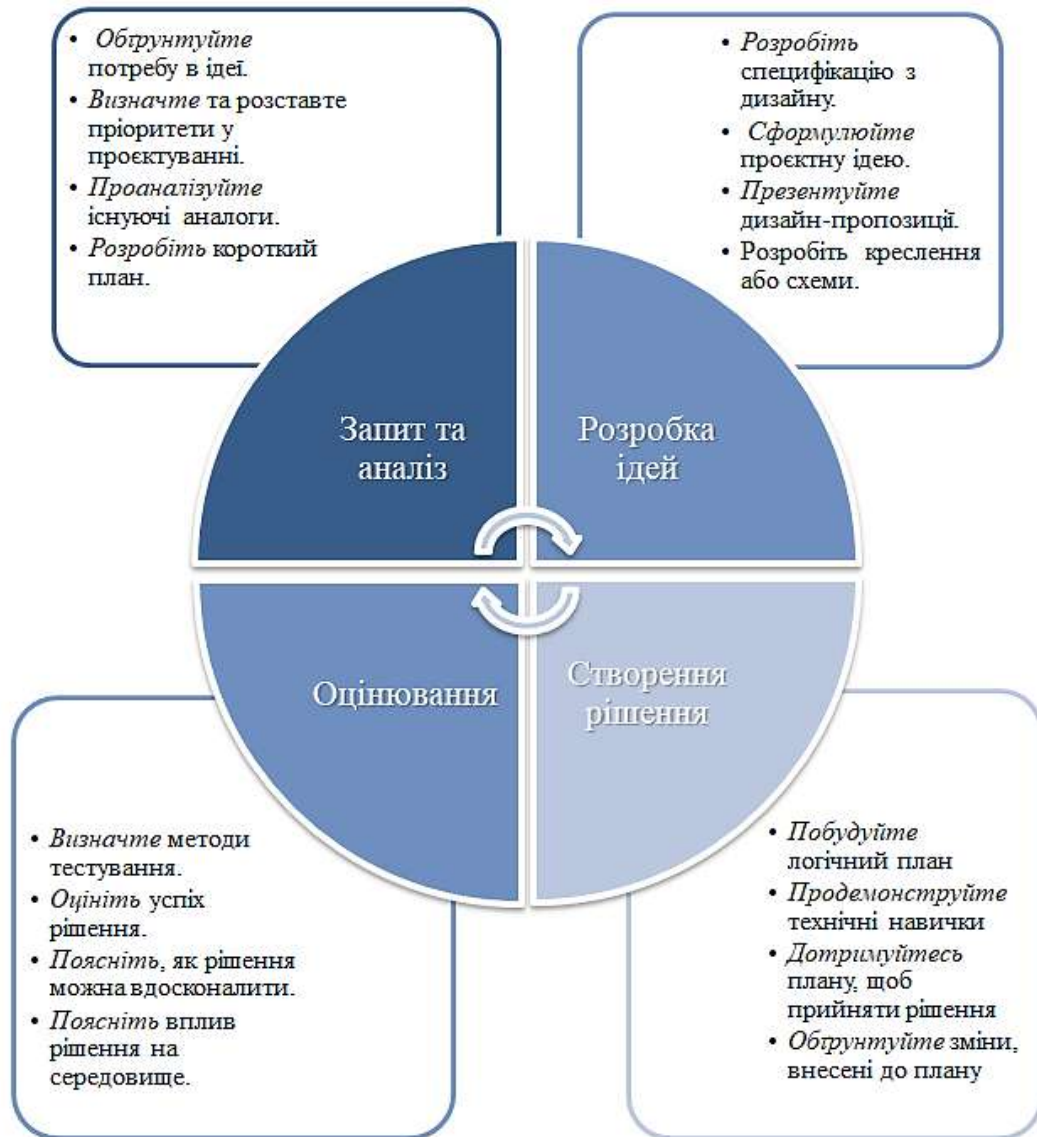 • Обґрунтуйте
потребу в ідеї.
• Визначте та розставте
пріоритети у
проєктуванні.
• Проаналізуйте
існуючі аналоги.
• Розробіть короткий
план.
• Розробіть
специфікацію з
дизайну.
• Сформулюйте
проєктну ідею.
• Презентуйте
дизайн-пропозиції.
• Розробіть креслення
або схеми.
Запит та
аналіз
Розробка
ідей
Оцінювання
Створення
рішення
• Визначте методи
тестування.
• Оцініть успіх
рішення.
• Поясніть, як рішення
можна вдосконалити.
• Поясніть вплив
рішення на
середовище.
• Побудуйте
логічний план
• Продемонструйте
технічні навички
• Дотримуйтесь
плану, щоб
прийняти рішення
• Обґрунтуйте зміни,
внесені до плану